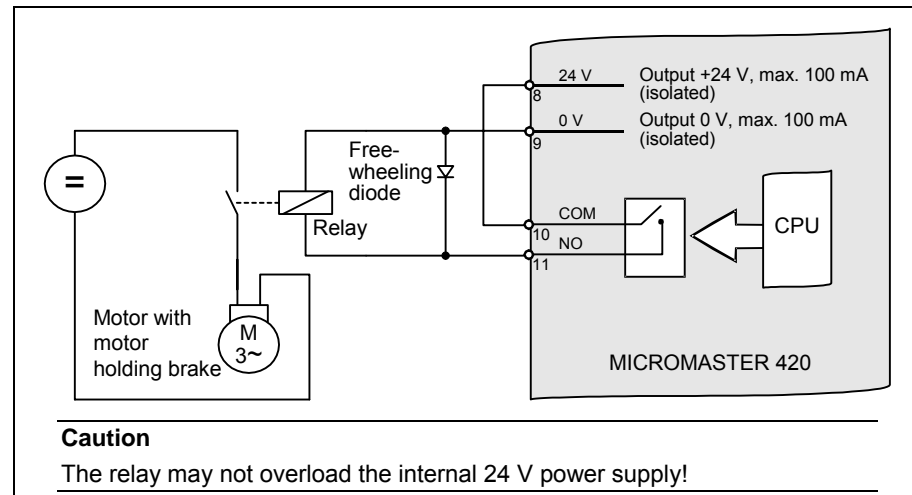 24 V
8
Output +24 V, max. 100 mA
(isolated)
0 V
9
Output 0 V, max. 100 mA
(isolated)
Free-
wheeling
diode
=
Relay
COM
10
NO
11
CPU
Motor with
motor
holding brake
M
3~
MICROMASTER 420
Caution
The relay may not overload the internal 24 V power supply!